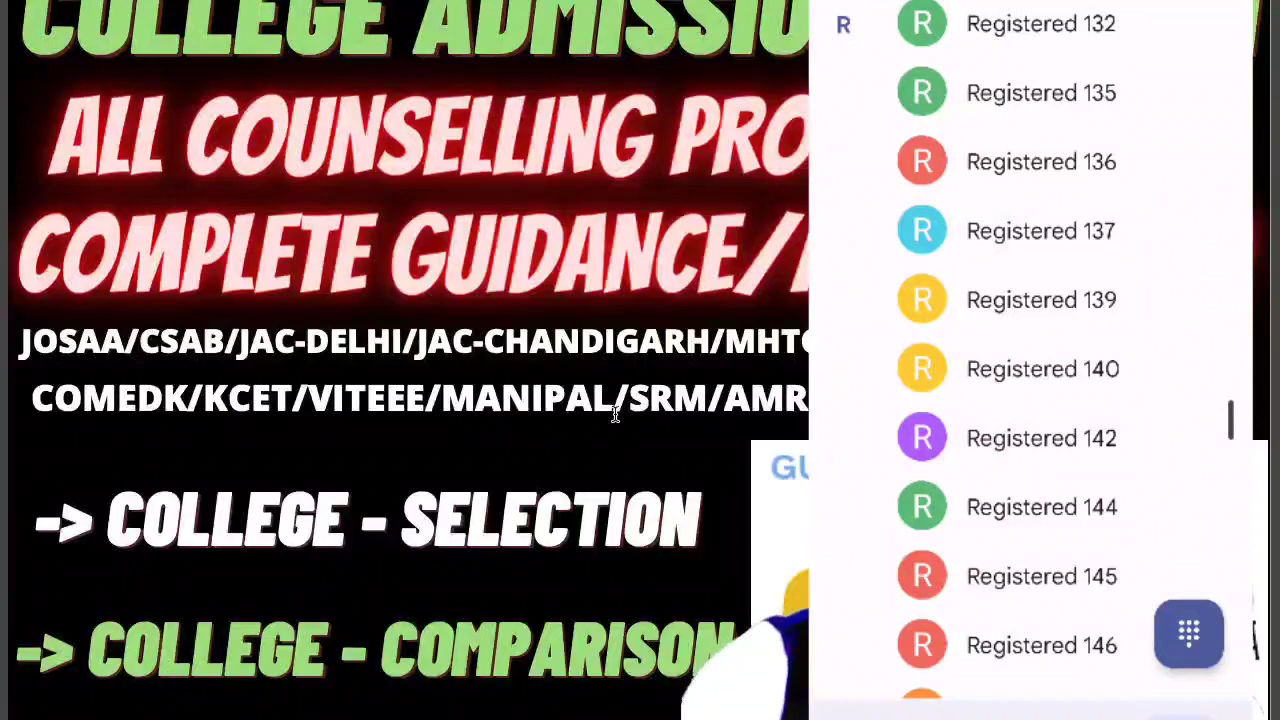 COLLEGE ADMISSIO
ALL COUNSELLING PRO
COMPLETE GUIDANCE/
JOSAA/CSAB/JAC-DELHI/JAC-CHANDIGARH/MHTC
COMEDK/KCET/VITEEE/MANIPAL/SRM/AMR
-> COLLEGE - SELECTION
-> COLLEGE - COMPARISON
GU
R
R Registered 132
R Registered 135
R Registered 136
R Registered 137
R Registered 139
R Registered 140
R Registered 142
R Registered 144
R Registered 145
R Registered 146